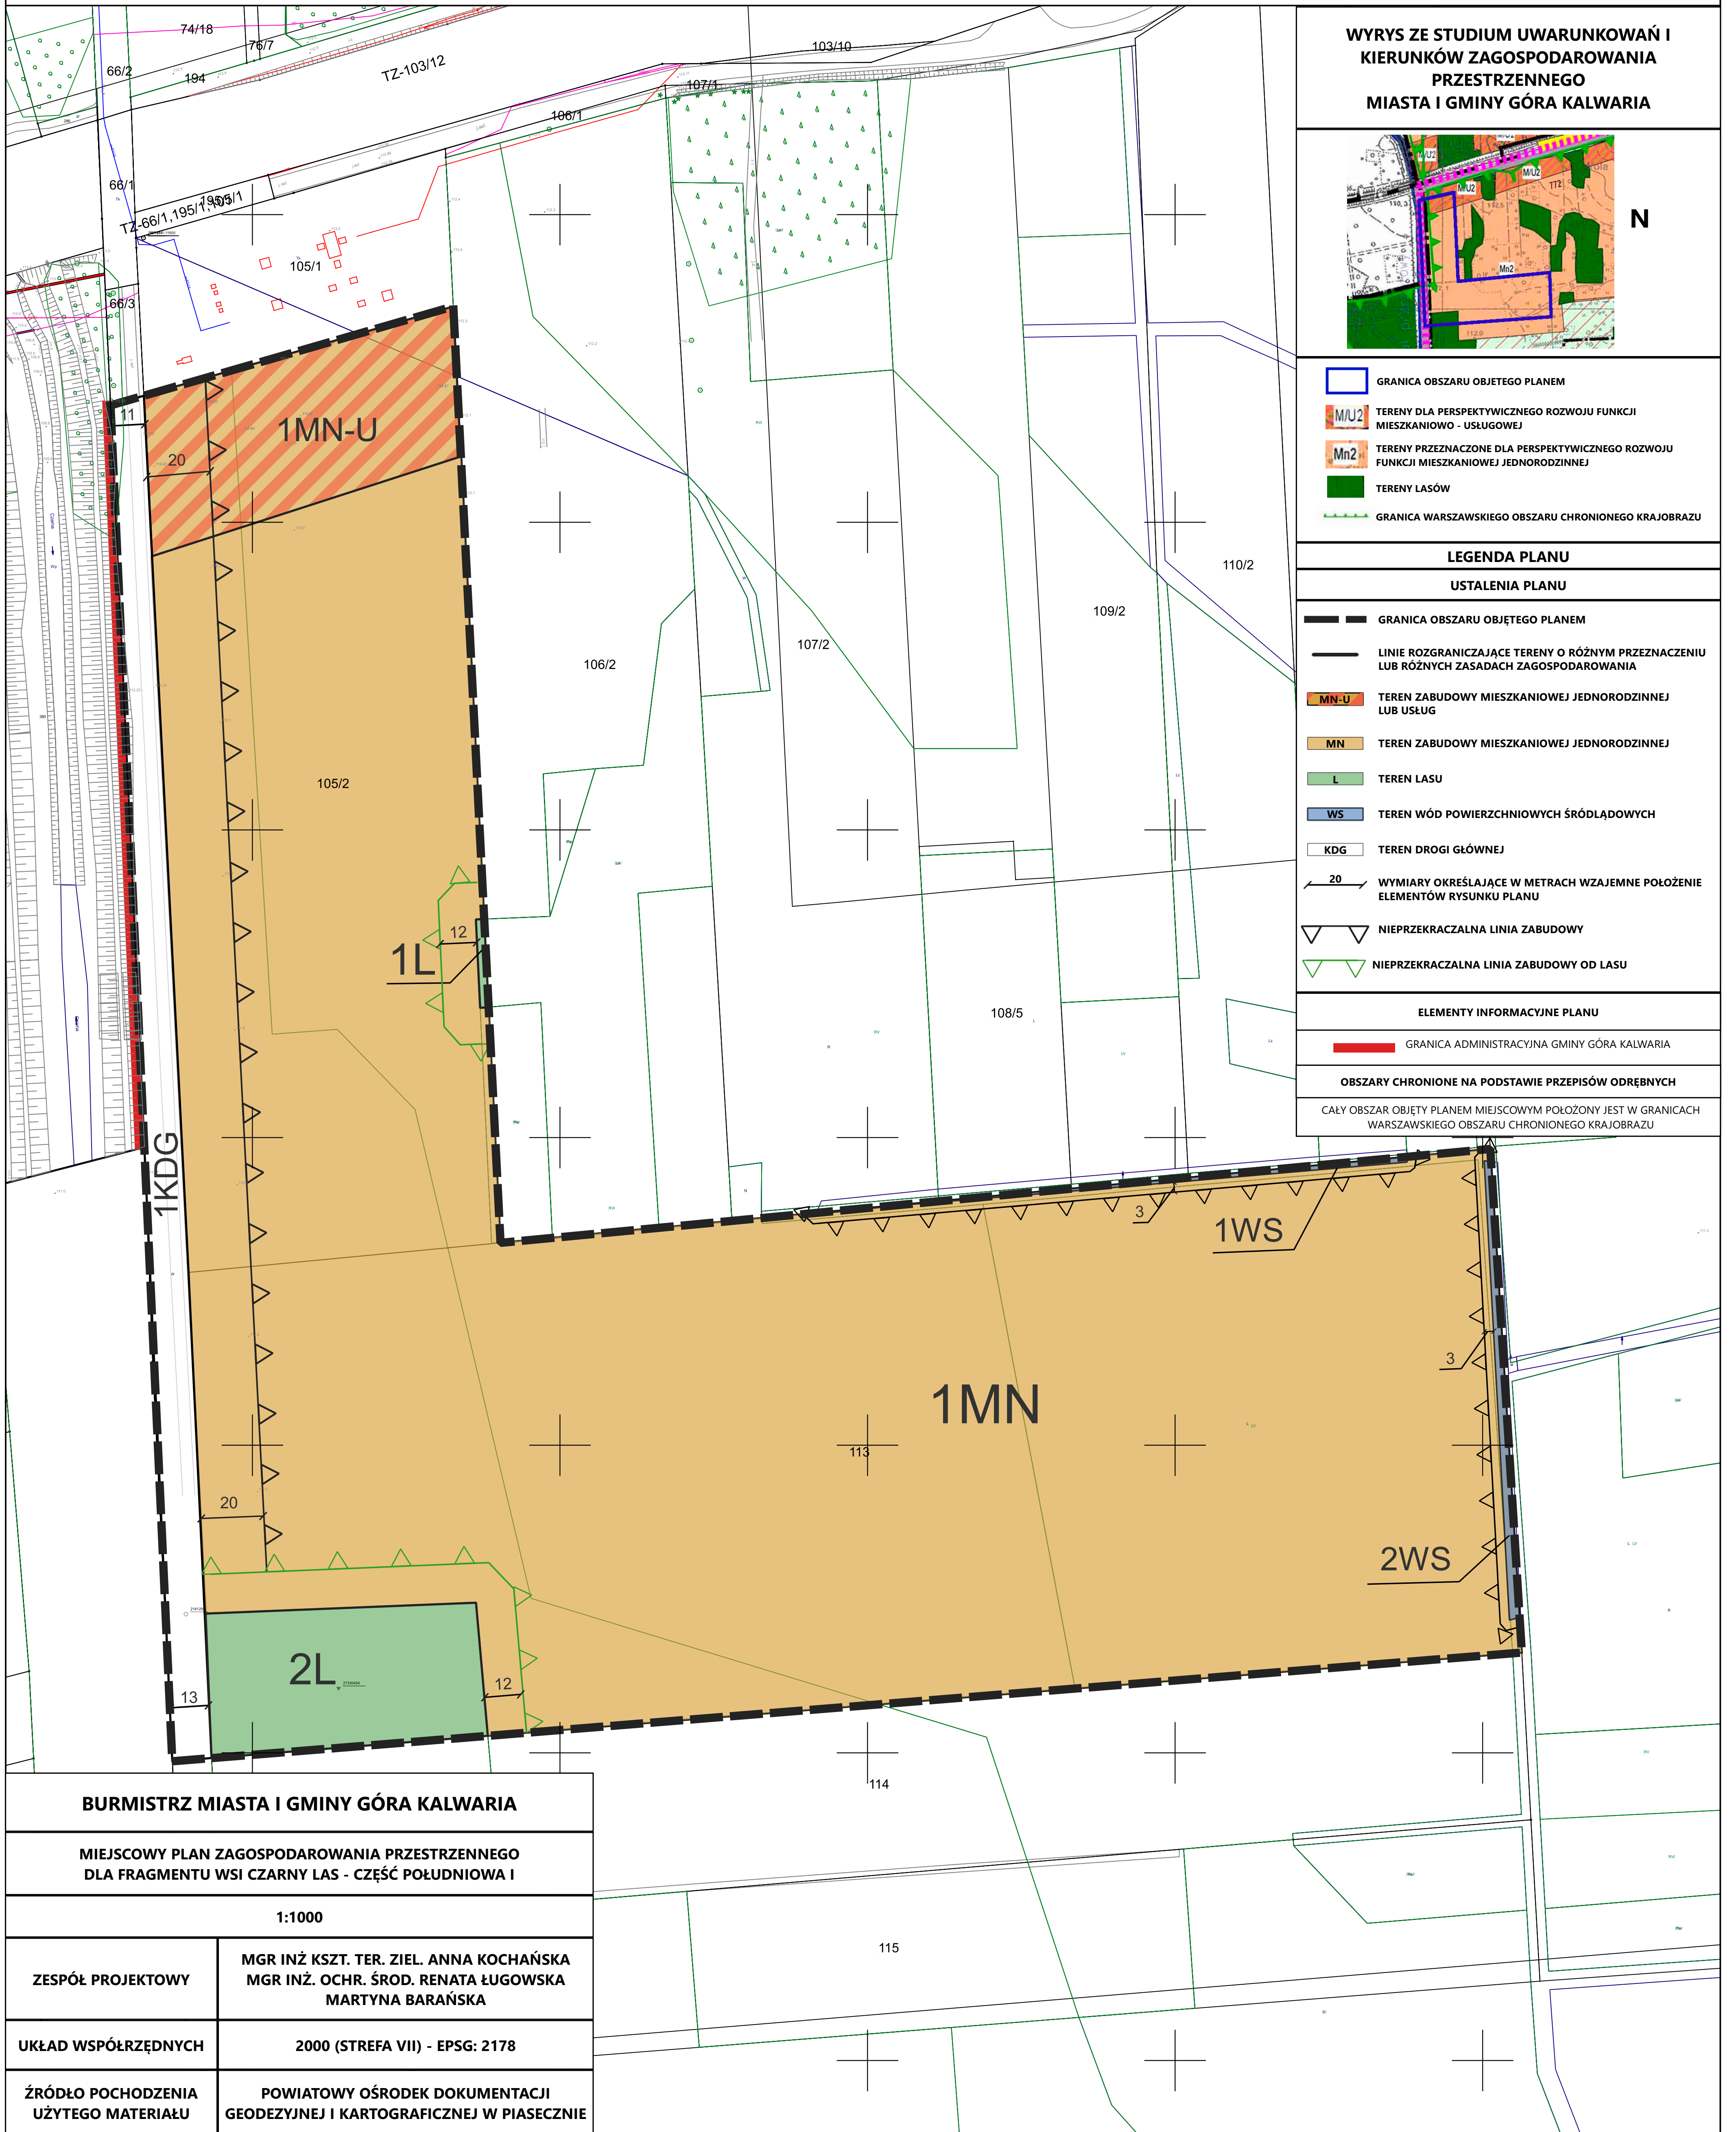 WYRYS ZE STUDIUM UWARUNKOWAŃ I
KIERUNKÓW ZAGOSPODAROWANIA
PRZESTRZENNEGO
MIASTA I GMINY GÓRA KALWARIA
M/U2
M/U2
M/U2
Mn2
N
GRANICA OBSZARU OBJETEGO PLANEM
M/U2
TERENY DLA PERSPEKTYWICZNEGO ROZWOJU FUNKCJI
MIESZKANIOWO - USŁUGOWEJ
Mn2
TERENY PRZEZNACZONE DLA PERSPEKTYWICZNEGO ROZWOJU
FUNKCJI MIESZKANIOWEJ JEDNORODZINNEJ
TERENY LASÓW
GRANICA WARSZAWSKIEGO OBSZARU CHRONIONEGO KRAJOBRAZU
LEGENDA PLANU
USTALENIA PLANU
GRANICA OBSZARU OBJĘTEGO PLANEM
LINIE ROZGRANICZAJĄCE TERENY O RÓŻNYM PRZEZNACZENIU
LUB RÓŻNYCH ZASADACH ZAGOSPODAROWANIA
MN-U
TEREN ZABUDOWY MIESZKANIOWEJ JEDNORODZINNEJ
LUB USŁUG
MN
TEREN ZABUDOWY MIESZKANIOWEJ JEDNORODZINNEJ
L
TEREN LASU
WS
TEREN WÓD POWIERZCHNIOWYCH ŚRÓDLĄDOWYCH
KDG
TEREN DROGI GŁÓWNEJ
20
WYMIARY OKREŚLAJĄCE W METRACH WZAJEMNE POŁOŻENIE
ELEMENTÓW RYSUNKU PLANU
NIEPRZEKRACZALNA LINIA ZABUDOWY
NIEPRZEKRACZALNA LINIA ZABUDOWY OD LASU
ELEMENTY INFORMACYJNE PLANU
GRANICA ADMINISTRACYJNA GMINY GÓRA KALWARIA
OBSZARY CHRONIONE NA PODSTAWIE PRZEPISÓW ODRĘBNYCH
CAŁY OBSZAR OBJĘTY PLANEM MIEJSCOWYM POŁOŻONY JEST W GRANICACH
WARSZAWSKIEGO OBSZARU CHRONIONEGO KRAJOBRAZU
74/18
76/7
66/2
194
TZ-103/12
103/10
107/1
106/1
66/1
TZ-66/1,195/1,105/1
105/1
66/3
11
1MN-U
20
110/2
109/2
107/2
106/2
105/2
12
1L
108/5
1KDG
3
1WS
3
1MN
113
20
2WS
2L
13
12
114
115
BURMISTRZ MIASTA I GMINY GÓRA KALWARIA
MIEJSCOWY PLAN ZAGOSPODAROWANIA PRZESTRZENNEGO
DLA FRAGMENTU WSI CZARNY LAS - CZĘŚĆ POŁUDNIOWA I
1:1000
ZESPÓŁ PROJEKTOWY
MGR INŻ KSZT. TER. ZIEL. ANNA KOCHAŃSKA
MGR INŻ. OCHR. ŚROD. RENATA ŁUGOWSKA
MARTYNA BARAŃSKA
UKŁAD WSPÓŁRZĘDNYCH
2000 (STREFA VII) - EPSG: 2178
ŹRÓDŁO POCHODZENIA
UŻYTEGO MATERIAŁU
POWIATOWY OŚRODEK DOKUMENTACJI
GEODEZYJNEJ I KARTOGRAFICZNEJ W PIASECZNIE